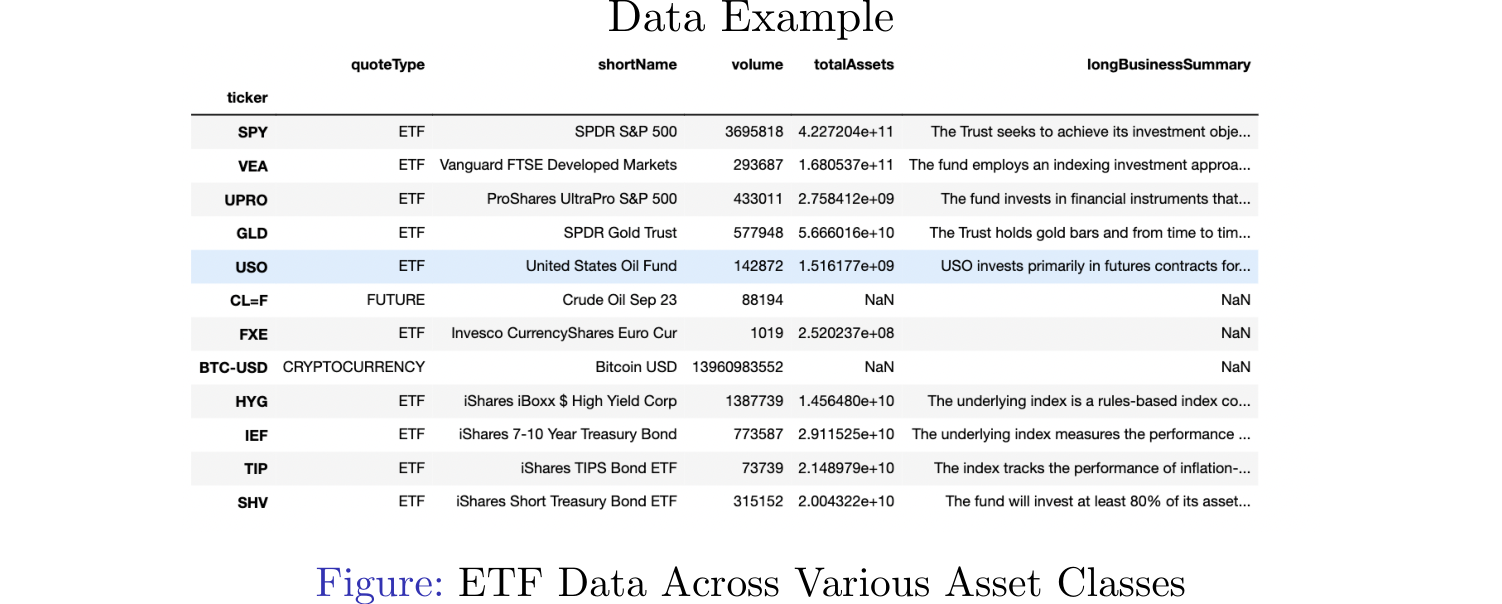 Data Example
quoteType shortName volume totalAssets longBusinessSummary
ticker
SPY ETF SPDR S&P 500 3695818 4.227204e+11 The Trust seeks to achieve its investment obje...
VEA ETF Vanguard FTSE Developed Markets 293687 1.680537e+11 The fund employs an indexing investment approa...
UPRO ETF ProShares UltraPro S&P 500 433011 2.758412e+09 The fund invests in financial instruments that...
GLD ETF SPDR Gold Trust 577948 5.666016e+10 The Trust holds gold bars and from time to tim...
USO ETF United States Oil Fund 142872 1.516177e+09 USO invests primarily in futures contracts for...
CL=F FUTURE Crude Oil Sep 23 88194 NaN NaN
FXE ETF Invesco CurrencyShares Euro Cur 1019 2.520237e+08 NaN
BTC-USD CRYPTOCURRENCY Bitcoin USD 13960983552 NaN NaN
HYG ETF iShares iBoxx $ High Yield Corp 1387739 1.456480e+10 The underlying index is a rules-based index co...
IEF ETF iShares 7-10 Year Treasury Bond 773587 2.911525e+10 The underlying index measures the performance ...
TIP ETF iShares TIPS Bond ETF 73739 2.148979e+10 The index tracks the performance of inflation-...
SHV ETF iShares Short Treasury Bond ETF 315152 2.004322e+10 The fund will invest at least 80% of its asset...
Figure: ETF Data Across Various Asset Classes